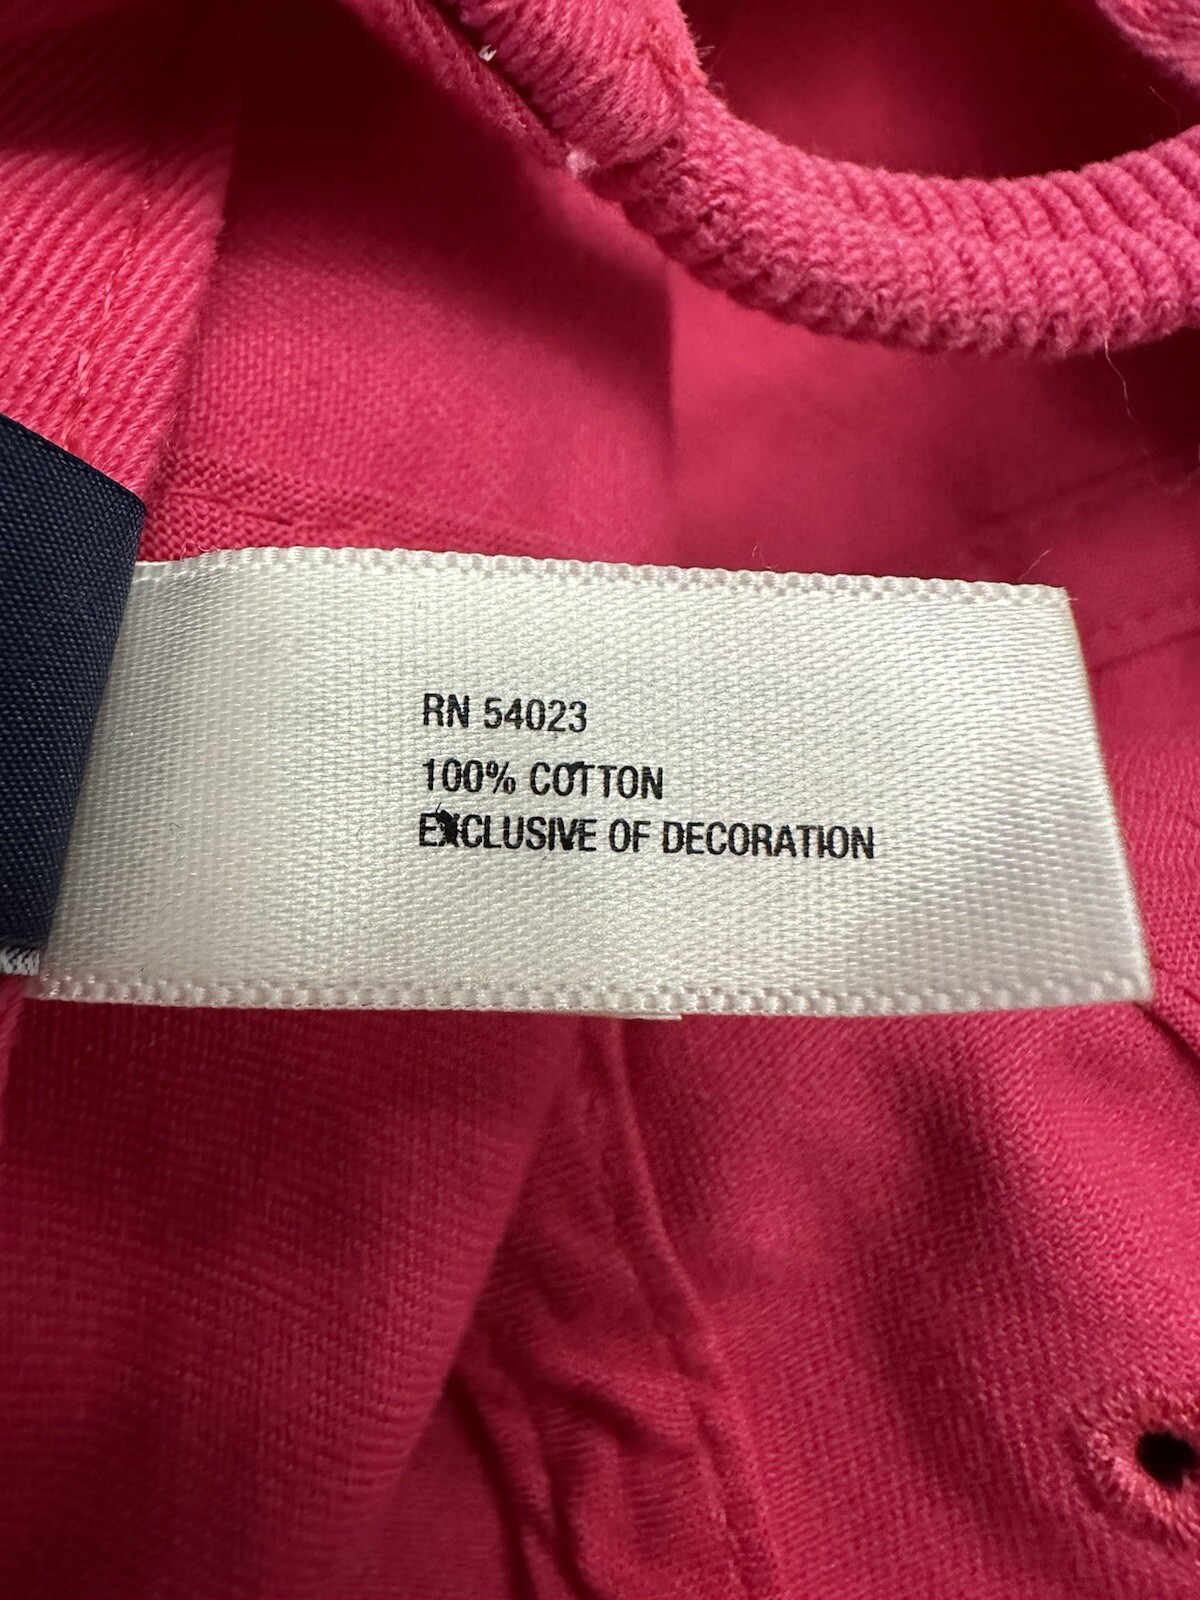 RN 54023
100% COTTON
EXCLUSIVE OF DECORATION